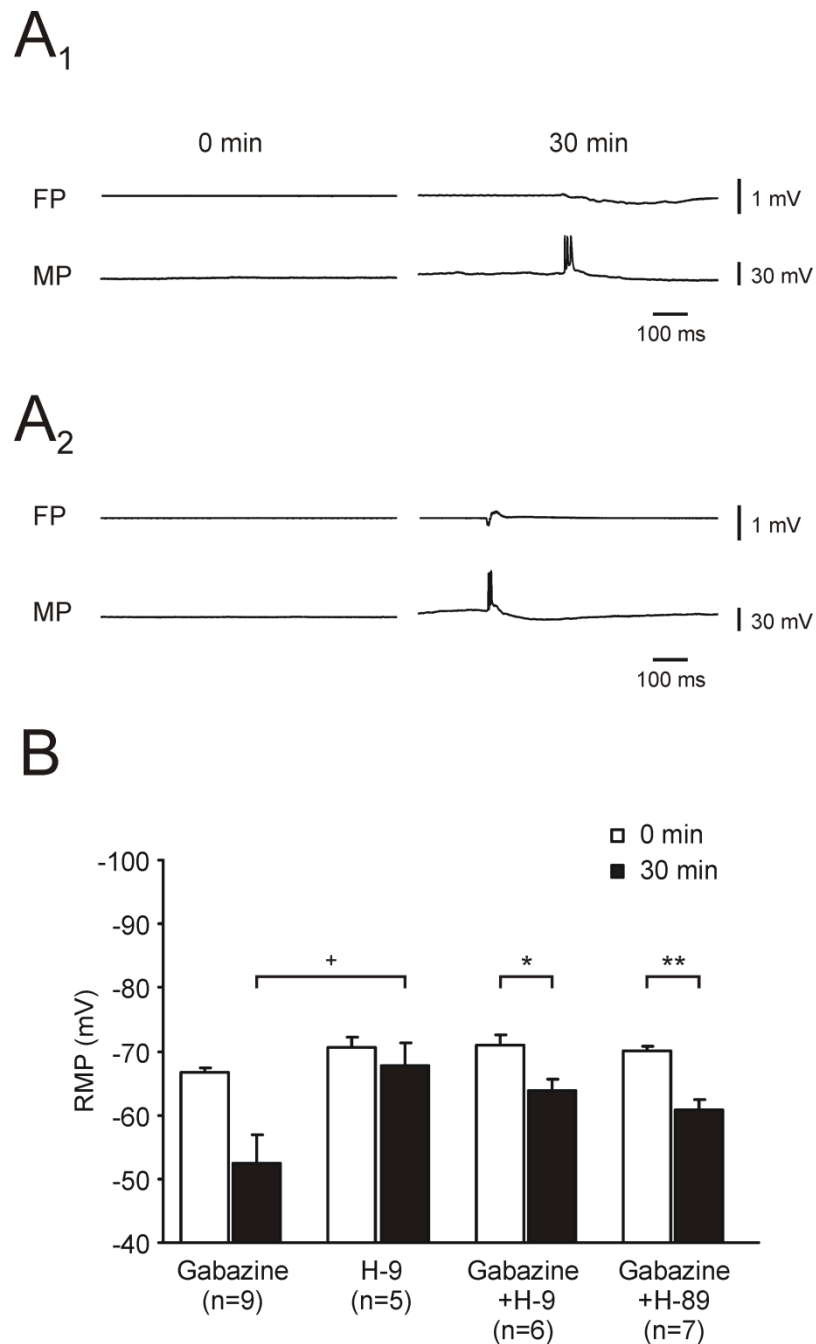 A1
0 min 30 min
FP 1 mV
MP 30 mV
100 ms
A2
FP 1 mV
MP 30 mV
100 ms
B
0 min
30 min
-100
-90
-80
-70
-60
-50
-40
RMP (mV)
+ * **
Gabazine H-9 Gabazine Gabazine
(n=9) (n=5) +H-9 +H-89
(n=6) (n=7)